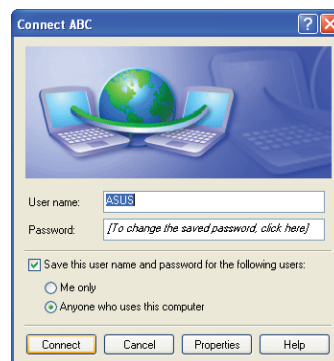 Connect ABC
User name: ASUS
Password: [To change the saved password, click here]
Save this user name and password for the following users:
Me only
Anyone who uses this computer
Connect Cancel Properties Help